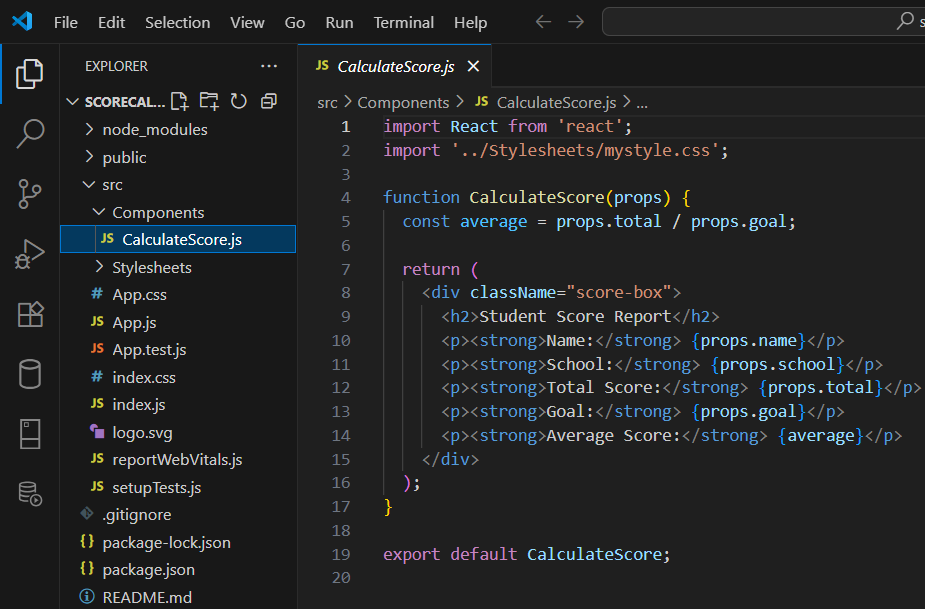 File Edit Selection View Go Run Terminal Help
EXPLORER ...
SCORECAL...
node_modules
public
src
Components
JS CalculateScore.js
Stylesheets
# App.css
JS App.js
JS App.test.js
# index.css
JS index.js
logo.svg
JS reportWebVitals.js
JS setupTests.js
.gitignore
{} package-lock.json
{} package.json
README.md
JS CalculateScore.js
src > Components > JS CalculateScore.js > ...
1 import React from 'react';
2 import '../Stylesheets/mystyle.css';
3
4 function CalculateScore(props) {
5 const average = props.total / props.goal;
6
7 return (
8 <div className="score-box">
9 <h2>Student Score Report</h2>
10 <p><strong>Name:</strong> {props.name}</p>
11 <p><strong>School:</strong> {props.school}</p>
12 <p><strong>Total Score:</strong> {props.total}</p>
13 <p><strong>Goal:</strong> {props.goal}</p>
14 <p><strong>Average Score:</strong> {average}</p>
15 </div>
16 );
17 }
18
19 export default CalculateScore;
20